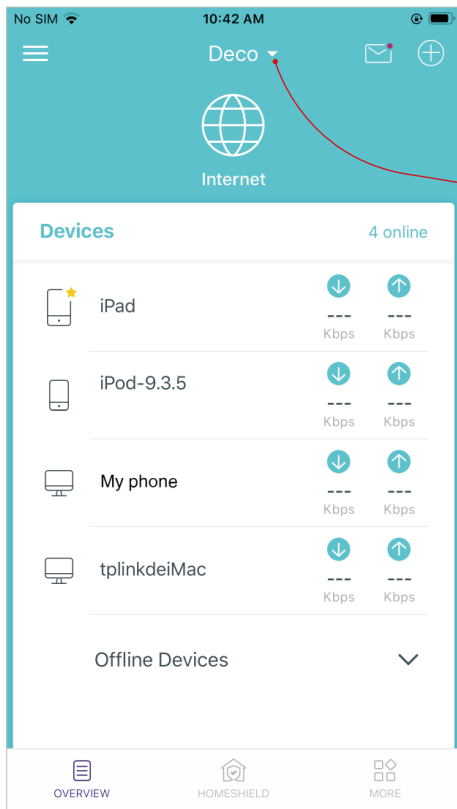 No SIM 10:42 AM
Deco
Internet
Devices 4 online
iPad
--- ---
Kbps Kbps
iPod-9.3.5
--- ---
Kbps Kbps
My phone
--- ---
Kbps Kbps
tplinkdeiMac
--- ---
Kbps Kbps
Offline Devices
OVERVIEW HOMESHIELD MORE